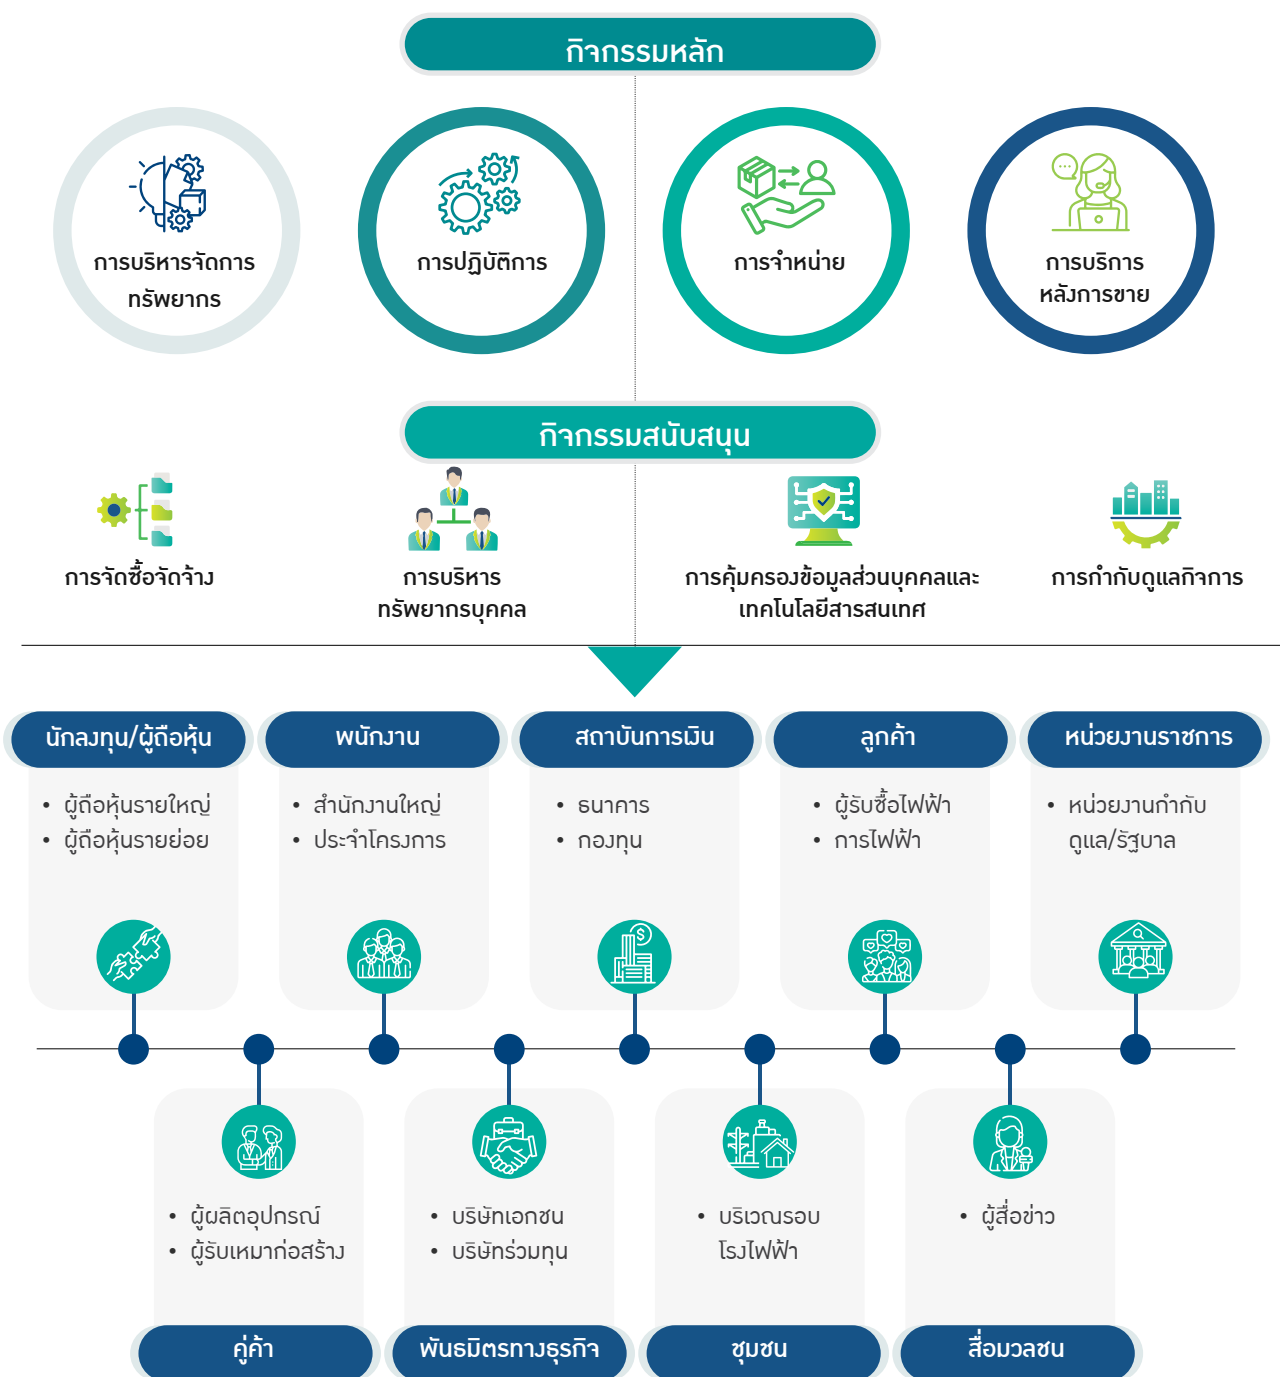 กิจกรรมหลัก
การบริหารจัดการ
ทรัพยากร
การปฏิบัติการ
การจำหน่าย
การบริการ
หลังการขาย
กิจกรรมสนับสนุน
การจัดซื้อจัดจ้าง
การบริหาร
ทรัพยากรบุคคล
การคุ้มครองข้อมูลส่วนบุคคลและ
เทคโนโลยีสารสนเทศ
การกำกับดูแลกิจการ
นักลงทุน/ผู้ถือหุ้น
• ผู้ถือหุ้นรายใหญ่
• ผู้ถือหุ้นรายย่อย
พนักงาน
• สำนักงานใหญ่
• ประจำโครงการ
สถาบันการเงิน
• ธนาคาร
• กองทุน
ลูกค้า
• ผู้รับซื้อไฟฟ้า
• การไฟฟ้า
หน่วยงานราชการ
• หน่วยงานกำกับ
ดูแล/รัฐบาล
• ผู้ผลิตอุปกรณ์
• ผู้รับเหมาก่อสร้าง
คู่ค้า
• บริษัทเอกชน
• บริษัทร่วมทุน
พันธมิตรทางธุรกิจ
• บริเวณรอบ
โรงไฟฟ้า
ชุมชน
• ผู้สื่อข่าว
สื่อมวลชน